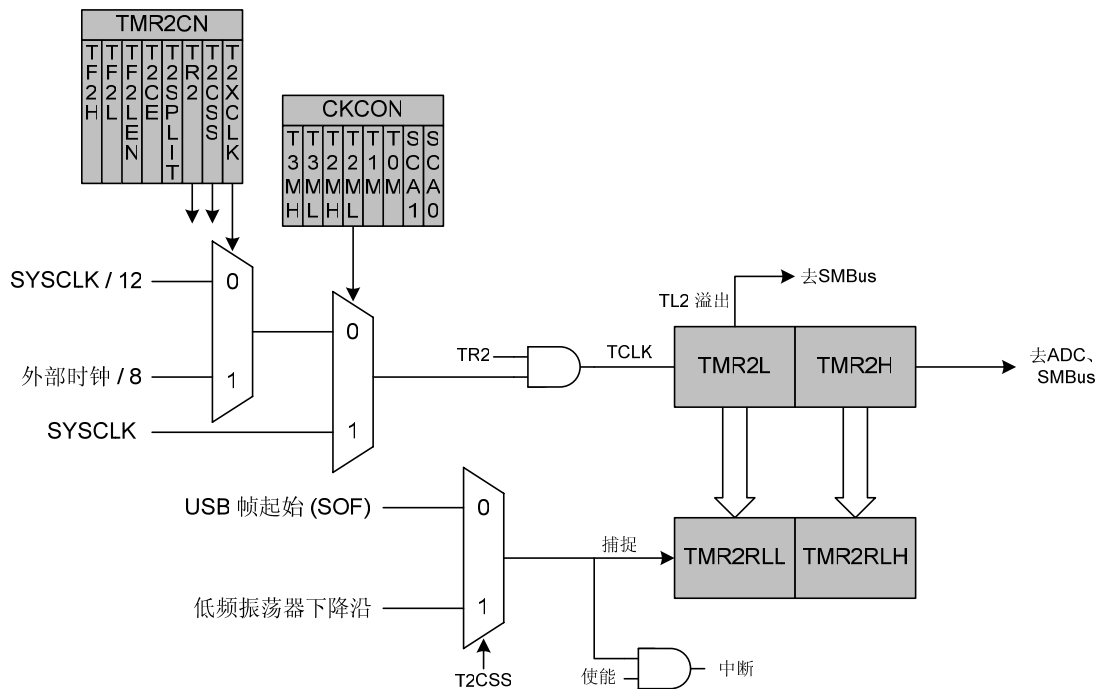 TMR2CN
TF2H
TF2L
TF2LEN
T2CE
T2SPLIT
TR2
T2CSS
T2XCLK
CKCON
T3MH
T3ML
T2MH
T2ML
T1M
T0M
SCA1
SCA0
SYSCLK / 12
0
外部时钟 / 8
1
SYSCLK
0
1
TR2
TCLK
TL2 溢出
去SMBus
TMR2L
TMR2H
去ADC、
SMBus
USB 帧起始 (SOF)
0
低频振荡器下降沿
1
T2CSS
捕捉
TMR2RLL
TMR2RLH
使能
中断